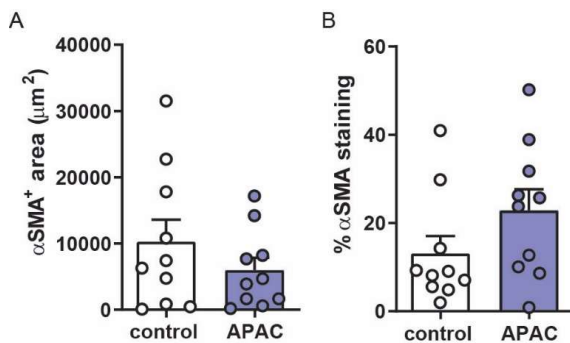 A
αSMA⁺ area (μm²)
40000
30000
20000
10000
0
control APAC
B
% αSMA staining
60
40
20
0
control APAC